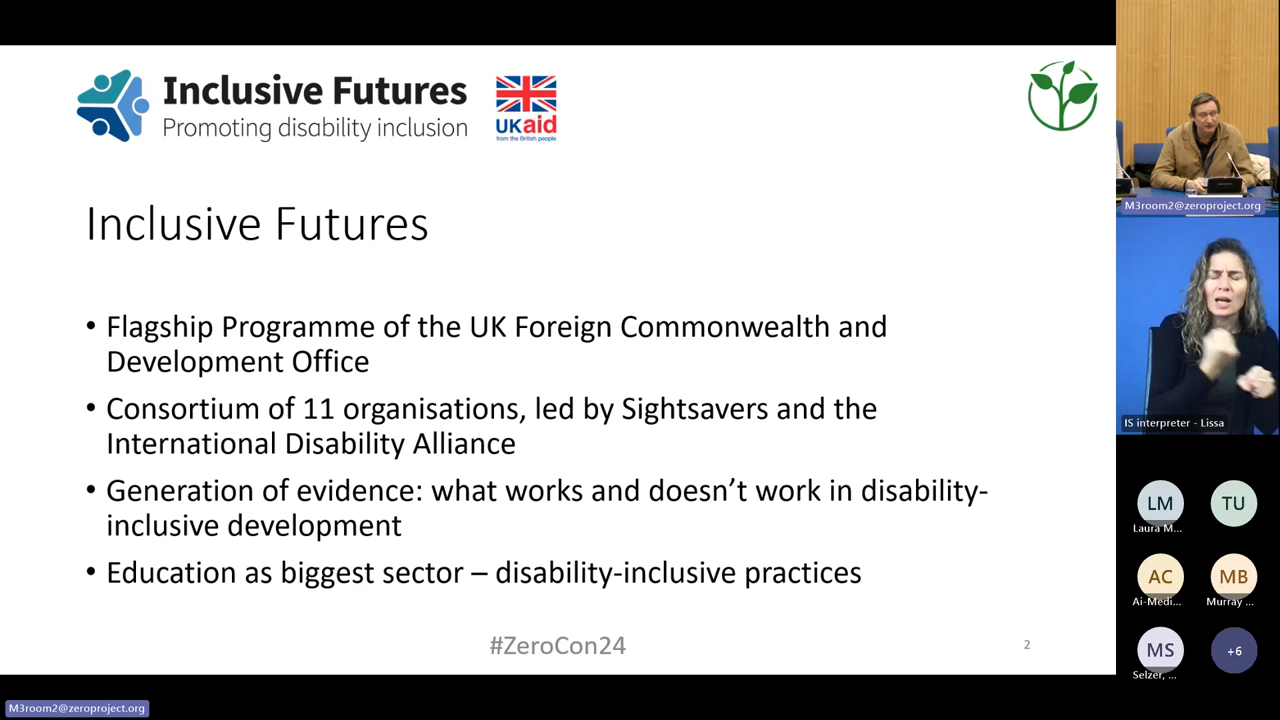 Inclusive Futures
Promoting disability inclusion
UKaid
from the British people
Inclusive Futures
• Flagship Programme of the UK Foreign Commonwealth and
Development Office
• Consortium of 11 organisations, led by Sightsavers and the
International Disability Alliance
• Generation of evidence: what works and doesn’t work in disability-
inclusive development
• Education as biggest sector – disability-inclusive practices
#ZeroCon24
2
M3room2@zeroproject.org
IS interpreter - Lissa
LM
TU
Laura M...
AC
MB
Ai-Medi...
Murray ...
MS
+6
Selzer, ...
M3room2@zeroproject.org